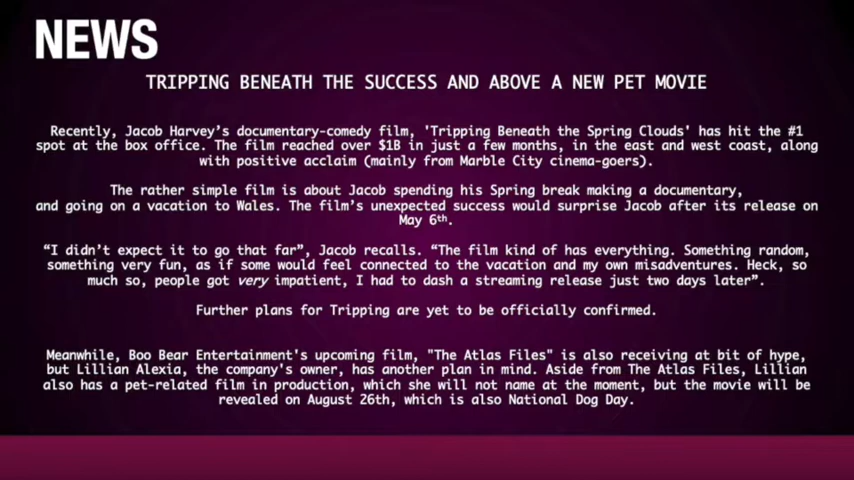 NEWS
TRIPPING BENEATH THE SUCCESS AND ABOVE A NEW PET MOVIE
Recently, Jacob Harvey’s documentary-comedy film, 'Tripping Beneath the Spring Clouds' has hit the #1
spot at the box office. The film reached over $1B in just a few months, in the east and west coast, along
with positive acclaim (mainly from Marble City cinema-goers).
The rather simple film is about Jacob spending his Spring break making a documentary,
and going on a vacation to Wales. The film’s unexpected success would surprise Jacob after its release on
May 6th.
“I didn’t expect it to go that far”, Jacob recalls. “The film kind of has everything. Something random,
something very fun, as if some would feel connected to the vacation and my own misadventures. Heck, so
much so, people got very impatient, I had to dash a streaming release just two days later”.
Further plans for Tripping are yet to be officially confirmed.
Meanwhile, Boo Bear Entertainment's upcoming film, "The Atlas Files" is also receiving at bit of hype,
but Lillian Alexia, the company's owner, has another plan in mind. Aside from The Atlas Files, Lillian
also has a pet-related film in production, which she will not name at the moment, but the movie will be
revealed on August 26th, which is also National Dog Day.